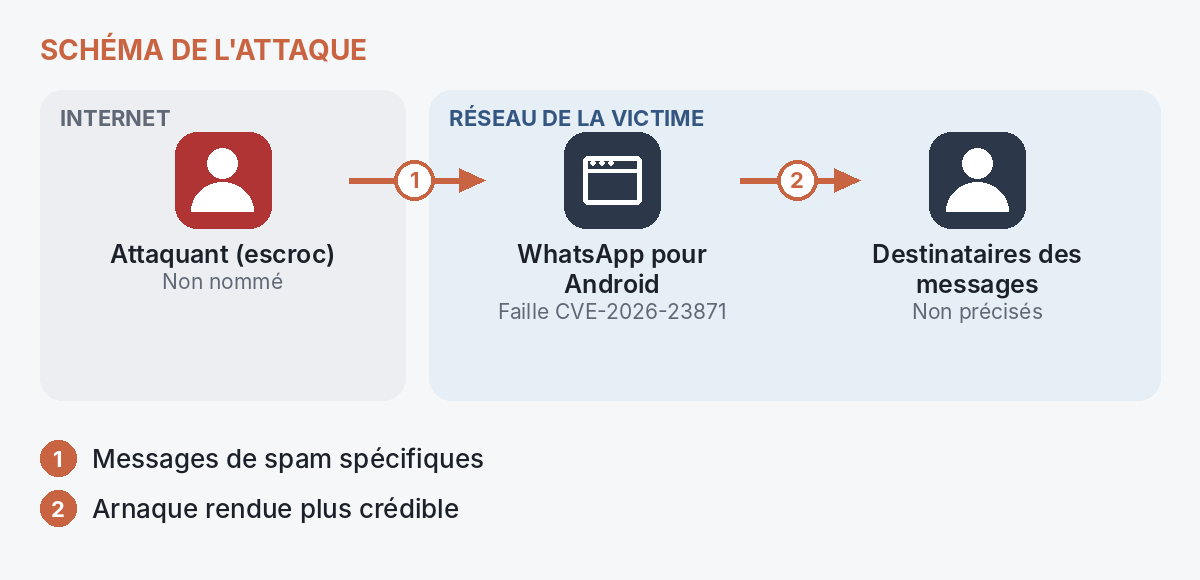 SCHÉMA DE L'ATTAQUE
INTERNET
RÉSEAU DE LA VICTIME
1
2
Attaquant (escroc)
Non nommé
WhatsApp pour
Android
Faille CVE-2026-23871
Destinataires des
messages
Non précisés
1 Messages de spam spécifiques
2 Arnaque rendue plus crédible